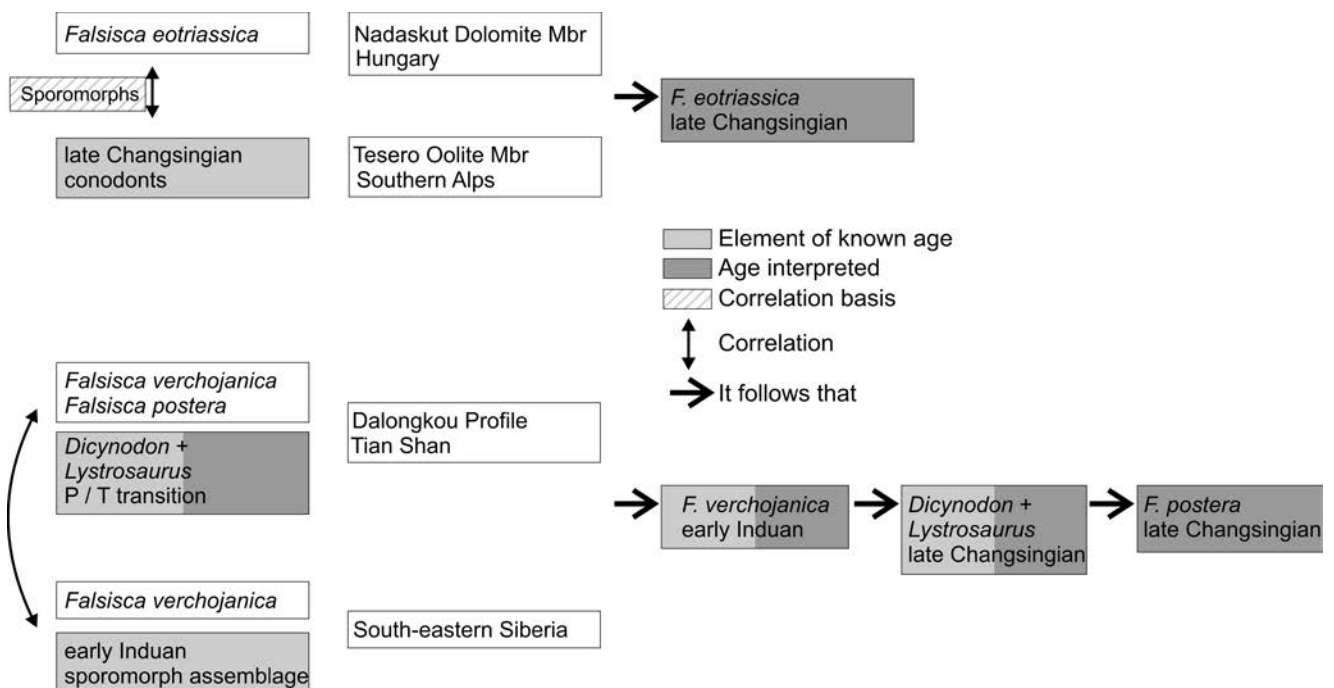 Falsisca eotriassica
Nadaskut Dolomite Mbr
Hungary
Sporomorphs
F. eotriassica
late Changsingian
late Changsingian
conodonts
Tesero Oolite Mbr
Southern Alps
Element of known age
Age interpreted
Correlation basis
Correlation
It follows that
Falsisca verchojanica
Falsisca postera
Dicynodon +
Lystrosaurus
P / T transition
Dalongkou Profile
Tian Shan
F. verchojanica
early Induan
Dicynodon +
Lystrosaurus
late Changsingian
F. postera
late Changsingian
Falsisca verchojanica
early Induan
sporomorph assemblage
South-eastern Siberia